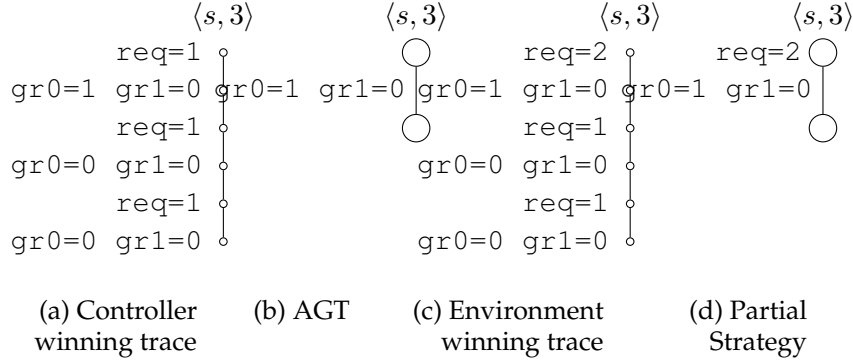 ⟨s, 3⟩ ⟨s, 3⟩ ⟨s, 3⟩ ⟨s, 3⟩
req=1 req=2 req=2
gr0=1 gr1=0 gr0=1 gr1=0 gr0=1 gr1=0 gr0=1 gr1=0
req=1 req=1
gr0=0 gr1=0 gr0=0 gr1=0
req=1 req=1
gr0=0 gr1=0 gr0=0 gr1=0
(a) Controller (b) AGT (c) Environment (d) Partial
winning trace winning trace Strategy